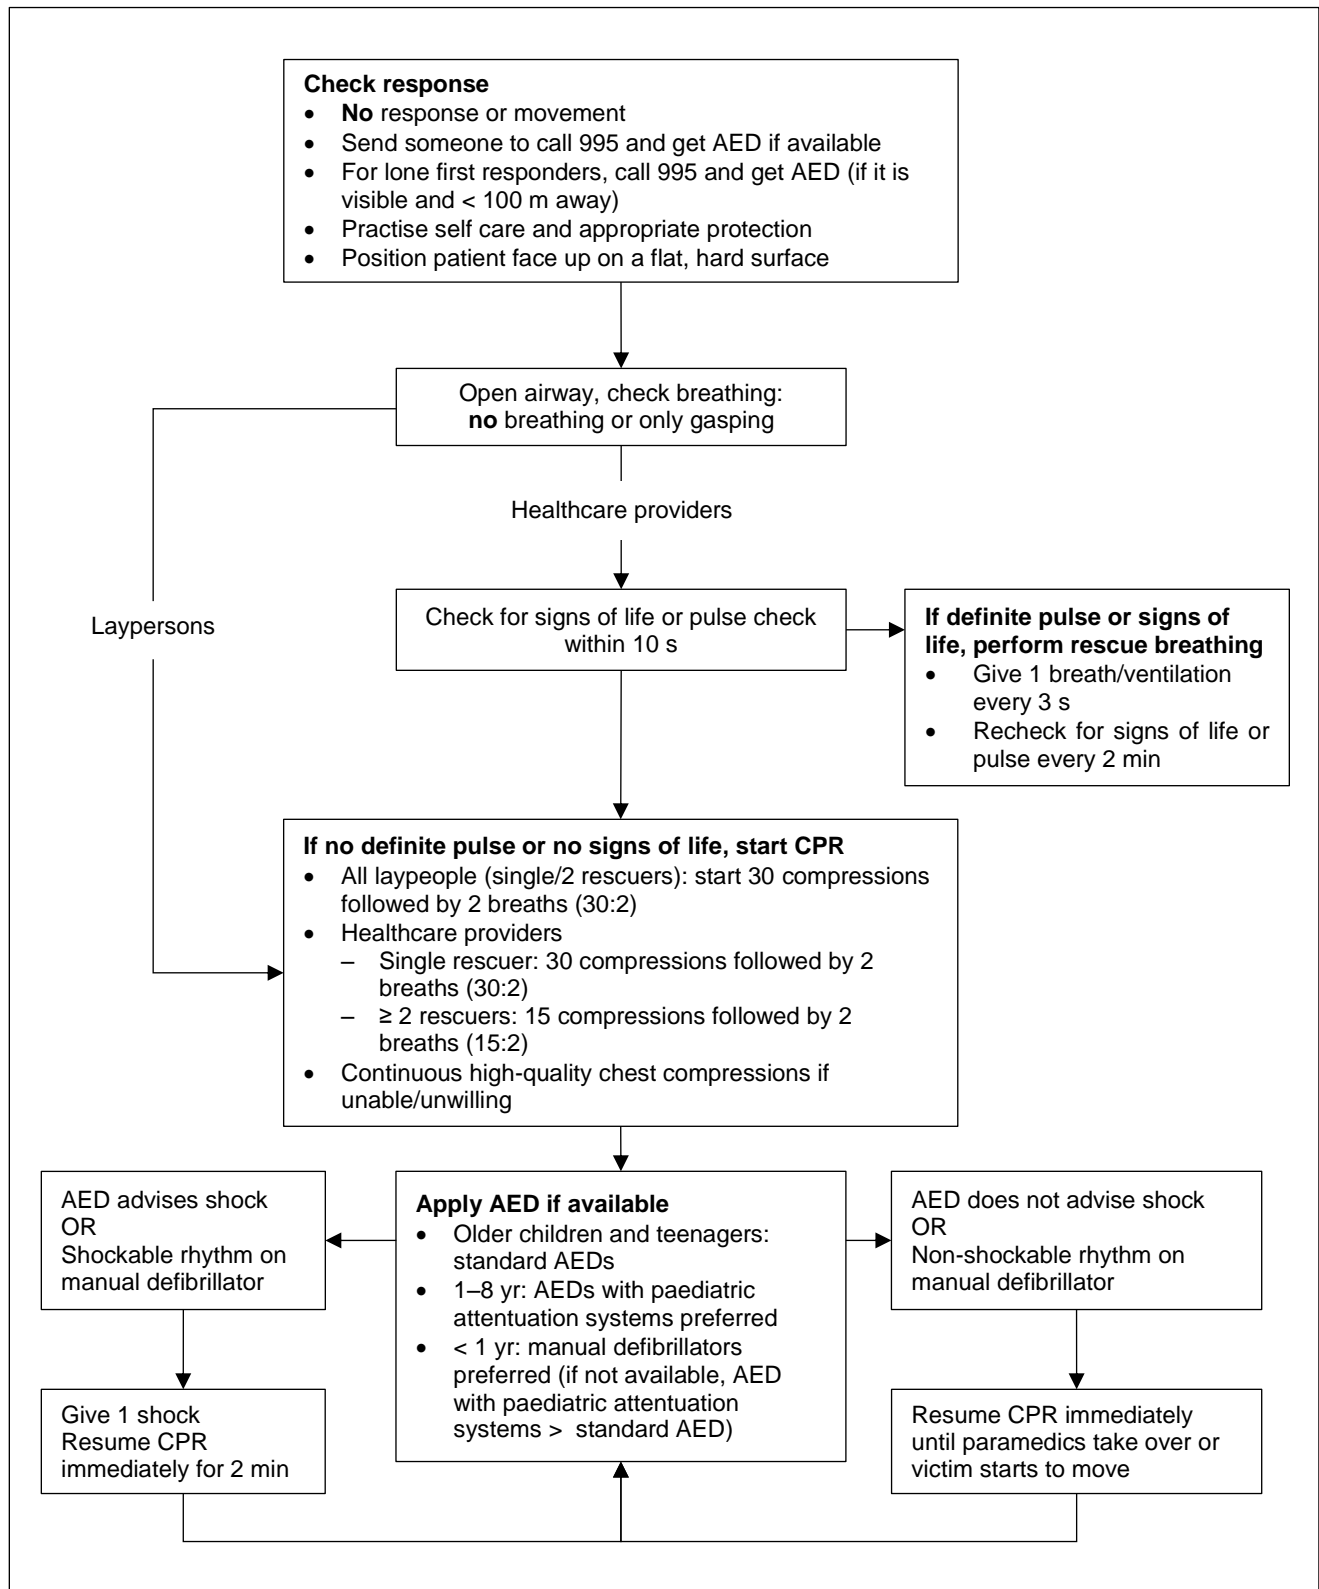 Check response
• No response or movement
• Send someone to call 995 and get AED if available
• For lone first responders, call 995 and get AED (if it is
visible and < 100 m away)
• Practise self care and appropriate protection
• Position patient face up on a flat, hard surface
Open airway, check breathing:
no breathing or only gasping
Healthcare providers
Laypersons
Check for signs of life or pulse check
within 10 s
If definite pulse or signs of
life, perform rescue breathing
• Give 1 breath/ventilation
every 3 s
• Recheck for signs of life or
pulse every 2 min
If no definite pulse or no signs of life, start CPR
• All laypeople (single/2 rescuers): start 30 compressions
followed by 2 breaths (30:2)
• Healthcare providers
– Single rescuer: 30 compressions followed by 2
breaths (30:2)
– ≥ 2 rescuers: 15 compressions followed by 2
breaths (15:2)
• Continuous high-quality chest compressions if
unable/unwilling
AED advises shock
OR
Shockable rhythm on
manual defibrillator
Apply AED if available
• Older children and teenagers:
standard AEDs
• 1–8 yr: AEDs with paediatric
attentuation systems preferred
• < 1 yr: manual defibrillators
preferred (if not available, AED
with paediatric attentuation
systems > standard AED)
AED does not advise shock
OR
Non-shockable rhythm on
manual defibrillator
Give 1 shock
Resume CPR
immediately for 2 min
Resume CPR immediately
until paramedics take over or
victim starts to move